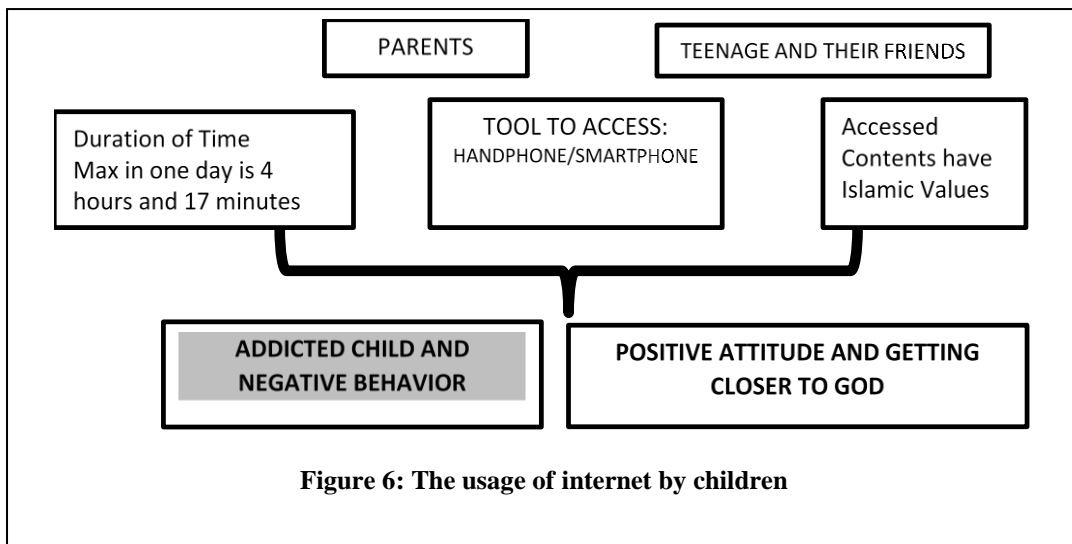 PARENTS
TEENAGE AND THEIR FRIENDS
Duration of Time
Max in one day is 4
hours and 17 minutes
TOOL TO ACCESS:
HANDPHONE/SMARTPHONE
Accessed
Contents have
Islamic Values
ADDICTED CHILD AND
NEGATIVE BEHAVIOR
POSITIVE ATTITUDE AND GETTING
CLOSER TO GOD
Figure 6: The usage of internet by children